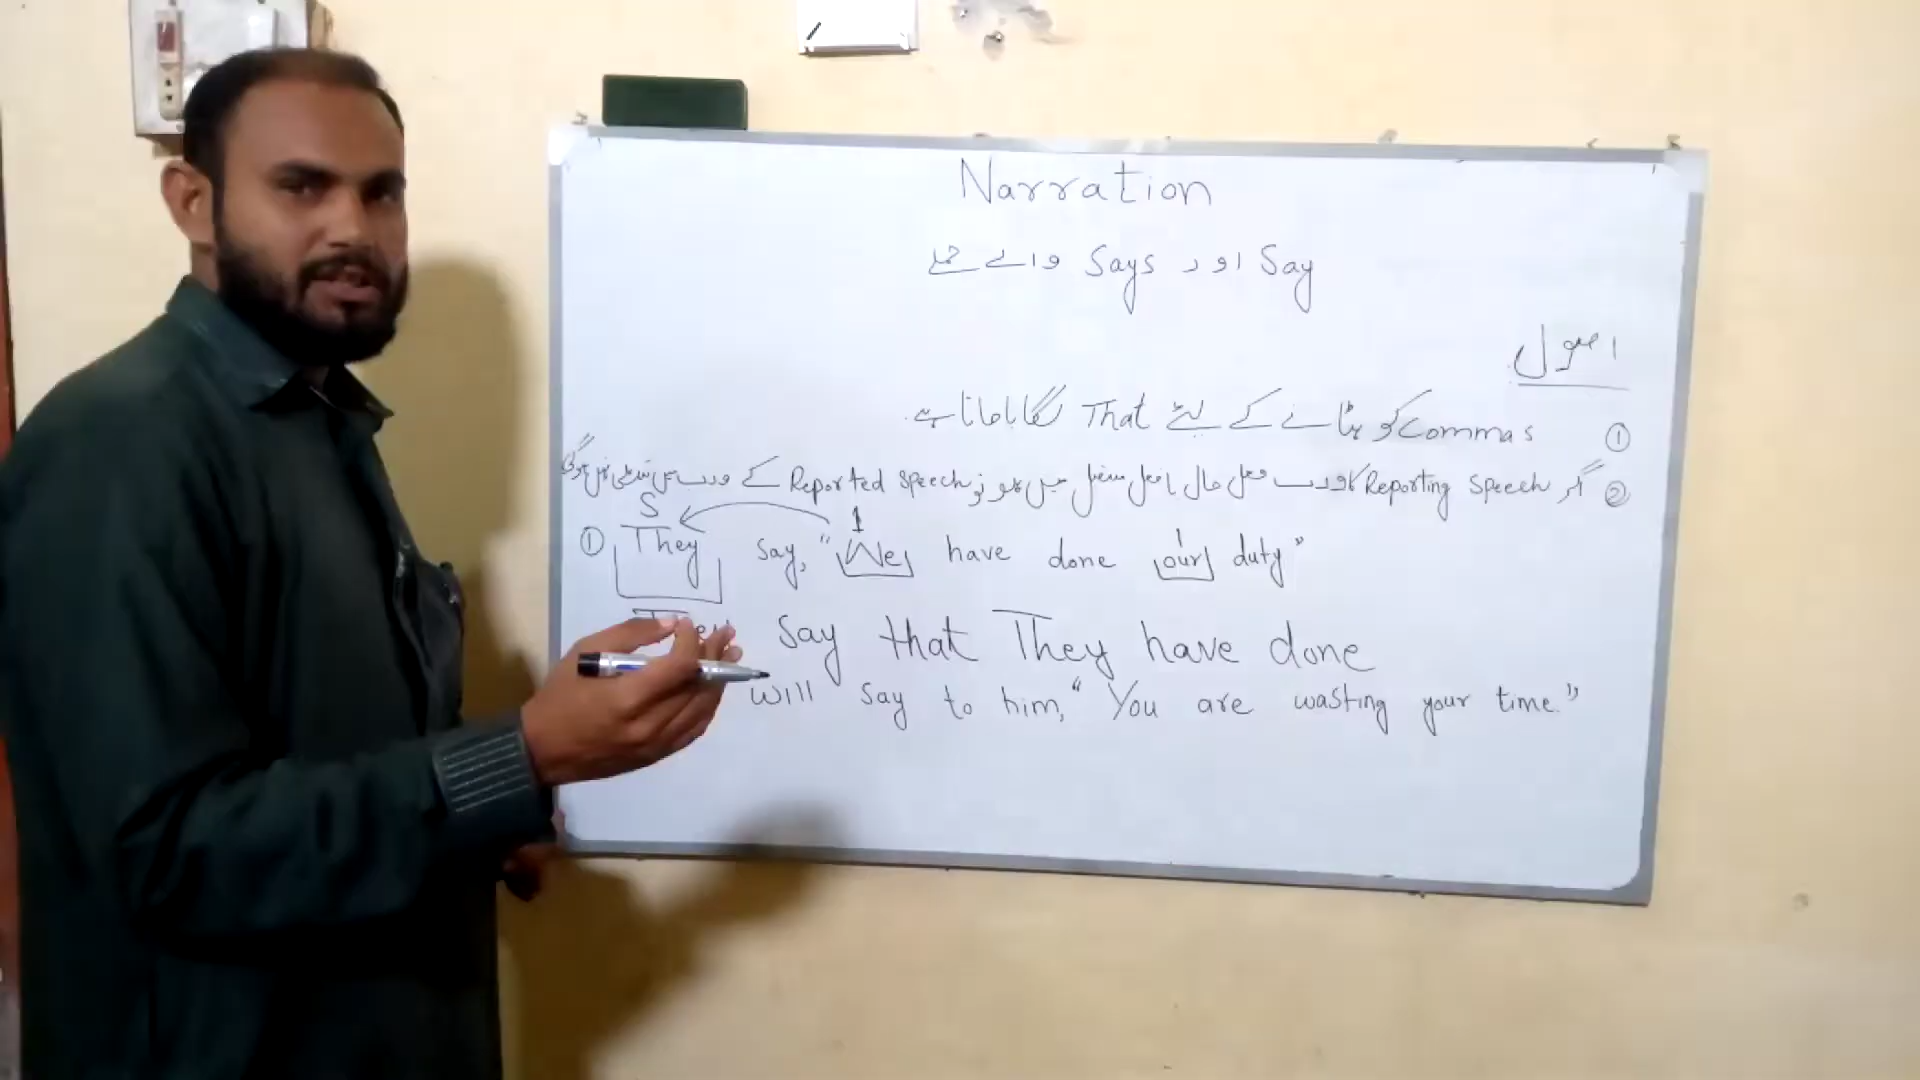 Narration
Say اور Says والے جملے
اصول
① Commas کو ہٹانے کے لئے That لگایا جاتا ہے۔
② اگر Reporting Speech کا ورب فعل حال یا فعل مستقبل میں ہو تو Reported Speech کے ورب میں تبدیلی نہیں ہوگی
S 1 1
① They say, "We have done our duty"
They say that They have done
will say to him, "You are wasting your time."